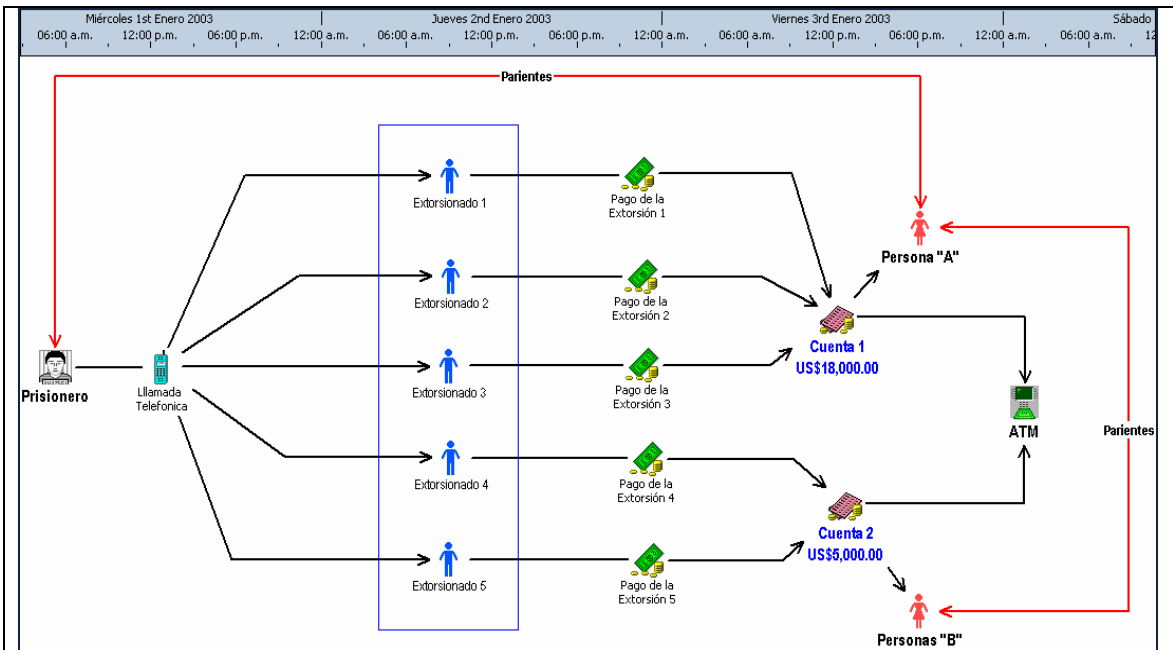 Miércoles 1st Enero 2003 Jueves 2nd Enero 2003 Viernes 3rd Enero 2003 Sábado
06:00 a.m. 12:00 p.m. 06:00 a.m. 12:00 a.m. 06:00 a.m. 12:00 p.m. 06:00 p.m. 12:00 a.m. 06:00 a.m. 12:00 p.m. 06:00 p.m. 12:00 a.m. 06:00 a.m. 12
Parientes
Extorsionado 1
Pago de la
Extorsión 1
Persona "A"
Extorsionado 2
Pago de la
Extorsión 2
Cuenta 1
US$18,000.00
Prisionero
Lllamada
Telefonica
Extorsionado 3
Pago de la
Extorsión 3
ATM
Parientes
Extorsionado 4
Pago de la
Extorsión 4
Cuenta 2
US$5,000.00
Extorsionado 5
Pago de la
Extorsión 5
Personas "B"